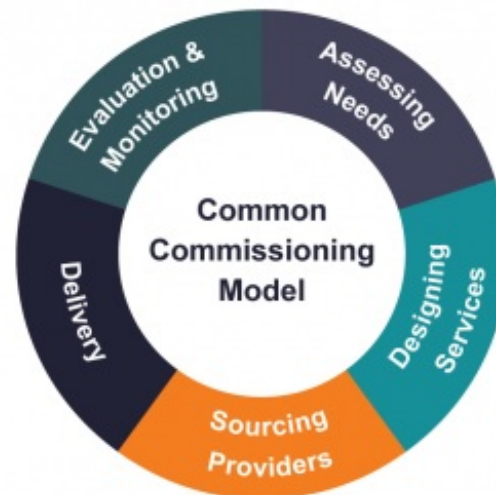 Common
Commissioning
Model
Assessing
Needs
Designing
Services
Sourcing
Providers
Delivery
Evaluation &
Monitoring